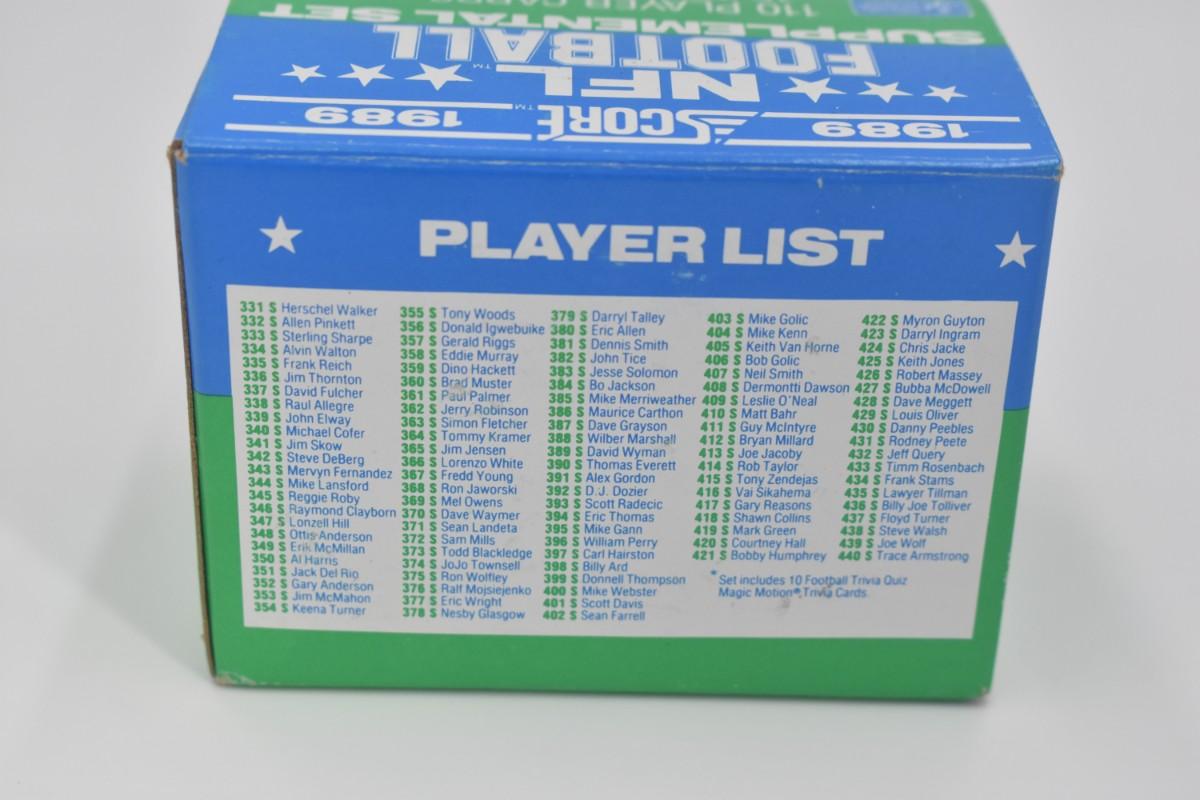 110 PLAYER CARDS
SUPPLEMENTAL SET
FOOTBALL
NFL™
1989 SCORE™ 1989
PLAYER LIST
331 S Herschel Walker
332 S Allen Pinkett
333 S Sterling Sharpe
334 S Alvin Walton
335 S Frank Reich
336 S Jim Thornton
337 S David Fulcher
338 S Raul Allegre
339 S John Elway
340 S Michael Cofer
341 S Jim Skow
342 S Steve DeBerg
343 S Mervyn Fernandez
344 S Mike Lansford
345 S Reggie Roby
346 S Raymond Clayborn
347 S Lonzell Hill
348 S Ottis Anderson
349 S Erik McMillan
350 S Al Harris
351 S Jack Del Rio
352 S Gary Anderson
353 S Jim McMahon
354 S Keena Turner
355 S Tony Woods
356 S Donald Igwebuike
357 S Gerald Riggs
358 S Eddie Murray
359 S Dino Hackett
360 S Brad Muster
361 S Paul Palmer
362 S Jerry Robinson
363 S Simon Fletcher
364 S Tommy Kramer
365 S Jim Jensen
366 S Lorenzo White
367 S Fredd Young
368 S Ron Jaworski
369 S Mel Owens
370 S Dave Waymer
371 S Sean Landeta
372 S Sam Mills
373 S Todd Blackledge
374 S JoJo Townsell
375 S Ron Wolfley
376 S Ralf Mojsiejenko
377 S Eric Wright
378 S Nesby Glasgow
379 S Darryl Talley
380 S Eric Allen
381 S Dennis Smith
382 S John Tice
383 S Jesse Solomon
384 S Bo Jackson
385 S Mike Merriweather
386 S Maurice Carthon
387 S Dave Grayson
388 S Wilber Marshall
389 S David Wyman
390 S Thomas Everett
391 S Alex Gordon
392 S D.J. Dozier
393 S Scott Radecic
394 S Eric Thomas
395 S Mike Gann
396 S William Perry
397 S Carl Hairston
398 S Billy Ard
399 S Donnell Thompson
400 S Mike Webster
401 S Scott Davis
402 S Sean Farrell
403 S Mike Golic
404 S Mike Kenn
405 S Keith Van Horne
406 S Bob Golic
407 S Neil Smith
408 S Dermontti Dawson
409 S Leslie O'Neal
410 S Matt Bahr
411 S Guy McIntyre
412 S Bryan Millard
413 S Joe Jacoby
414 S Rob Taylor
415 S Tony Zendejas
416 S Vai Sikahema
417 S Gary Reasons
418 S Shawn Collins
419 S Mark Green
420 S Courtney Hall
421 S Bobby Humphrey
422 S Myron Guyton
423 S Darryl Ingram
424 S Chris Jacke
425 S Keith Jones
426 S Robert Massey
427 S Bubba McDowell
428 S Dave Meggett
429 S Louis Oliver
430 S Danny Peebles
431 S Rodney Peete
432 S Jeff Query
433 S Timm Rosenbach
434 S Frank Stams
435 S Lawyer Tillman
436 S Billy Joe Tolliver
437 S Floyd Turner
438 S Steve Walsh
439 S Joe Wolf
440 S Trace Armstrong
*Set includes 10 Football Trivia Quiz
Magic Motion® Trivia Cards.